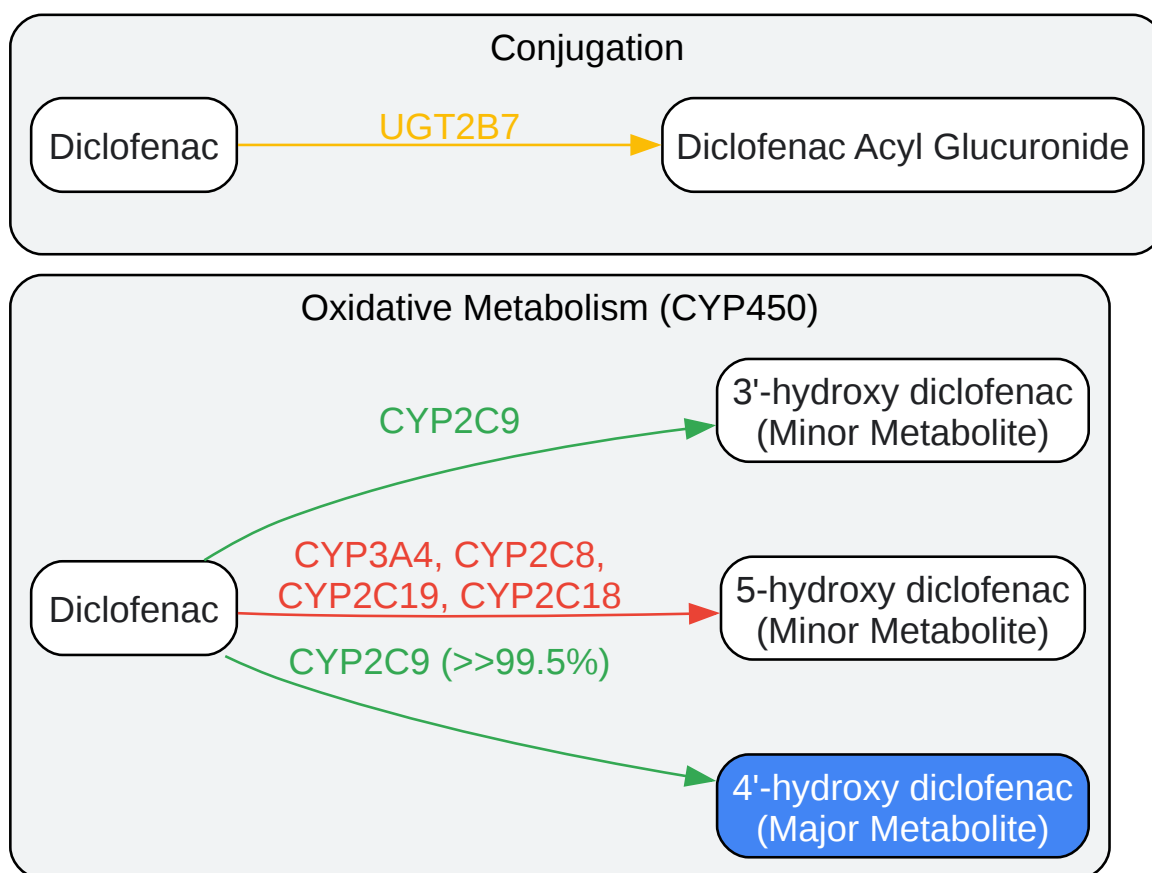 Conjugation
Diclofenac
UGT2B7
Diclofenac Acyl Glucuronide
Oxidative Metabolism (CYP450)
CYP2C9
3'-hydroxy diclofenac
(Minor Metabolite)
Diclofenac
CYP3A4, CYP2C8,
CYP2C19, CYP2C18
5-hydroxy diclofenac
(Minor Metabolite)
CYP2C9 (>>99.5%)
4'-hydroxy diclofenac
(Major Metabolite)